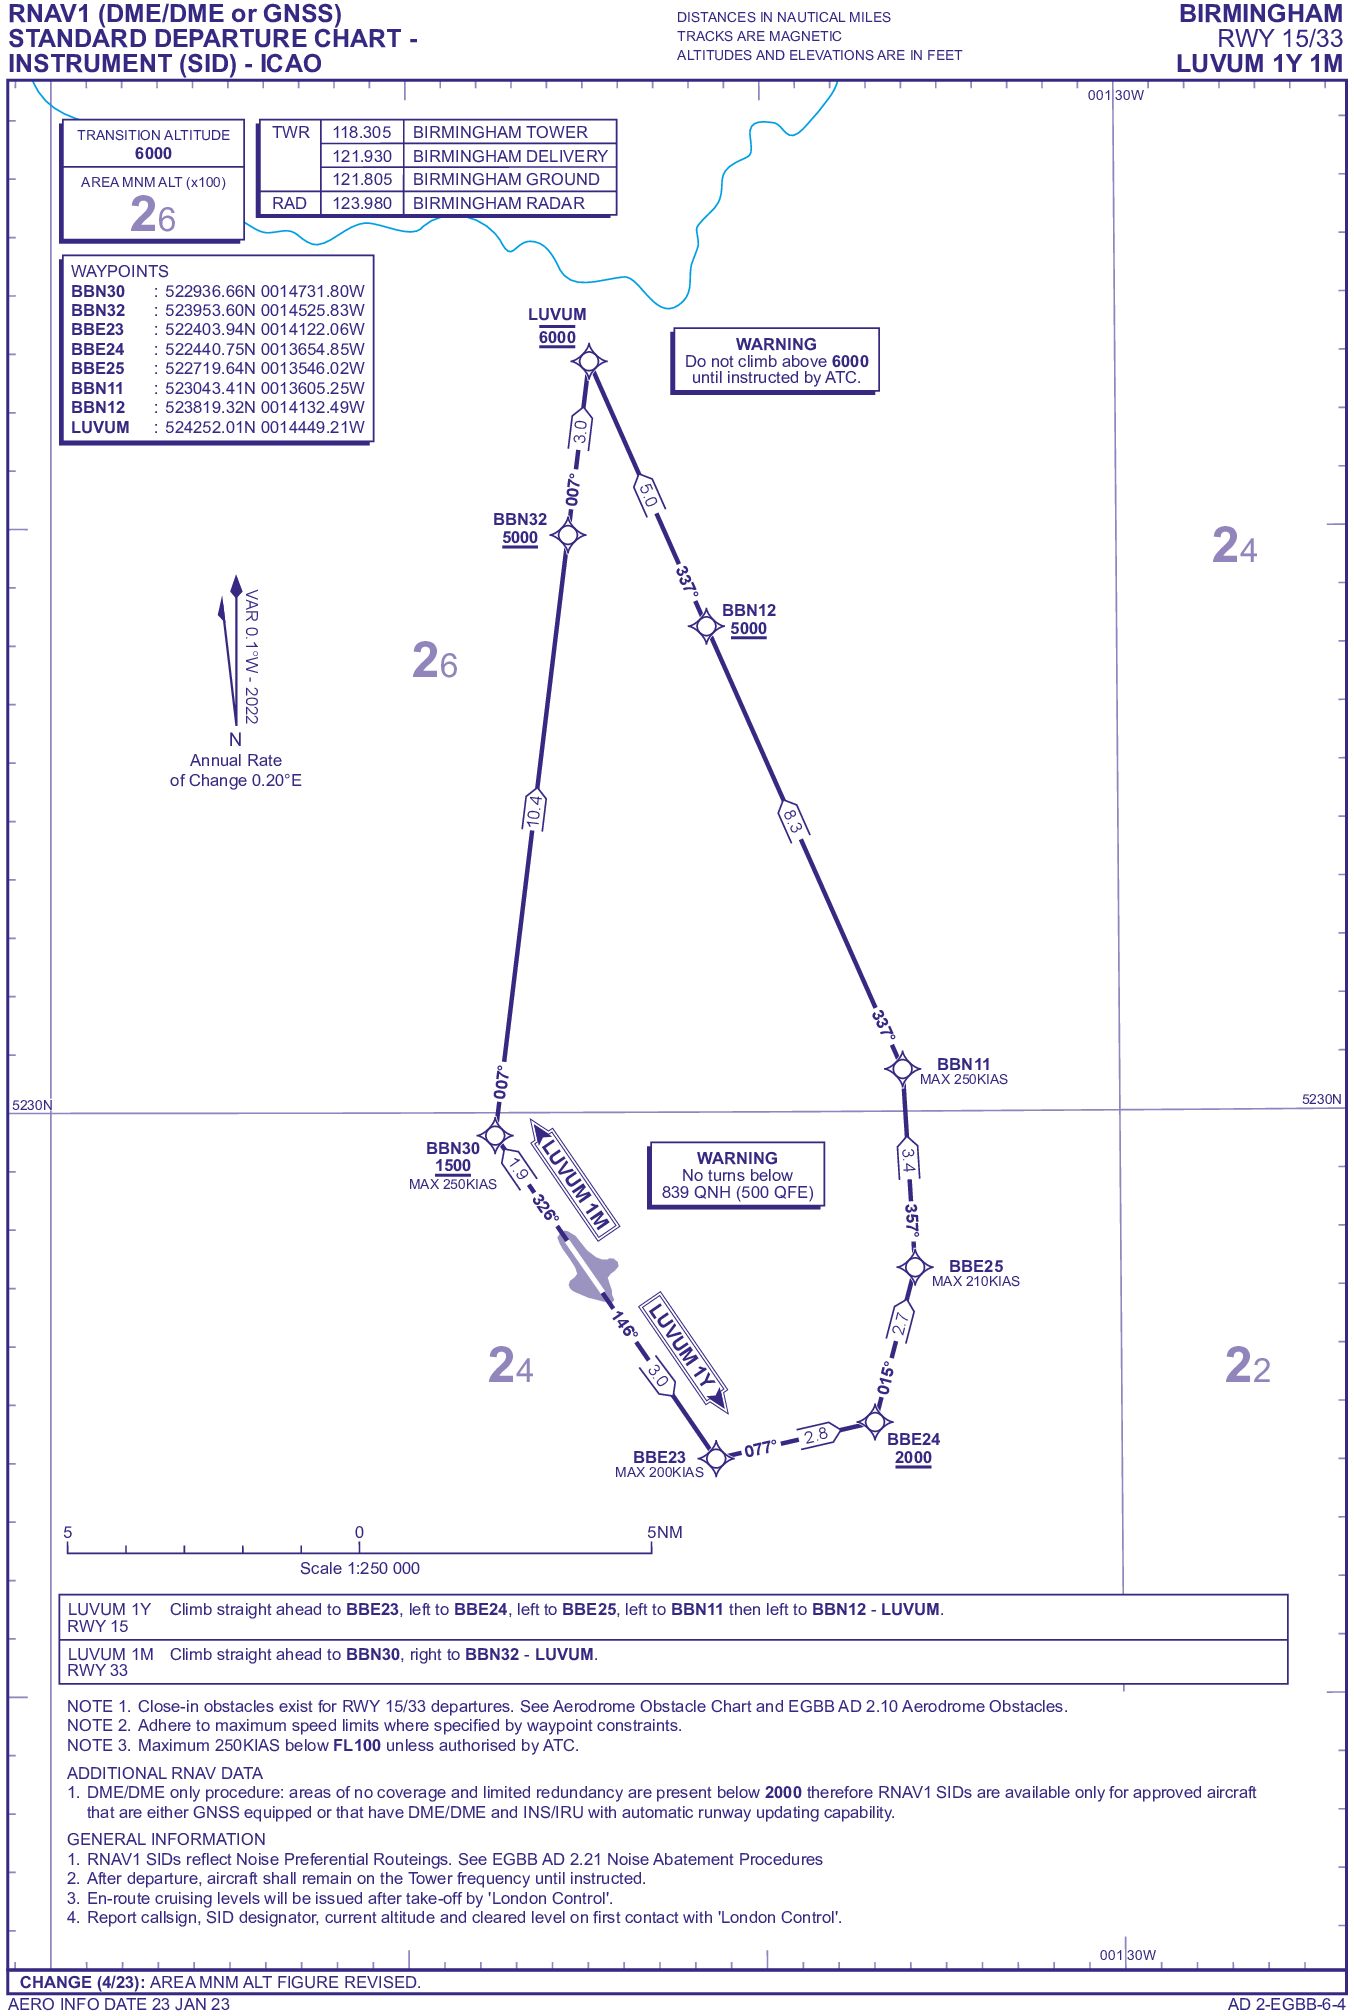 RNAV1 (DME/DME or GNSS)
STANDARD DEPARTURE CHART -
INSTRUMENT (SID) - ICAO
DISTANCES IN NAUTICAL MILES
TRACKS ARE MAGNETIC
ALTITUDES AND ELEVATIONS ARE IN FEET
BIRMINGHAM
RWY 15/33
LUVUM 1Y 1M
001 30W
TRANSITION ALTITUDE
6000
AREA MNM ALT (x100)
26
TWR 118.305 BIRMINGHAM TOWER
121.930 BIRMINGHAM DELIVERY
121.805 BIRMINGHAM GROUND
RAD 123.980 BIRMINGHAM RADAR
WAYPOINTS
BBN30 : 522936.66N 0014731.80W
BBN32 : 523953.60N 0014525.83W
BBE23 : 522403.94N 0014122.06W
BBE24 : 522440.75N 0013654.85W
BBE25 : 522719.64N 0013546.02W
BBN11 : 523043.41N 0013605.25W
BBN12 : 523819.32N 0014132.49W
LUVUM : 524252.01N 0014449.21W
LUVUM
6000
WARNING
Do not climb above 6000
until instructed by ATC.
3.0
007°
5.0
337°
BBN32
5000
BBN12
5000
24
26
VAR 0.1°W - 2022
N
Annual Rate
of Change 0.20°E
10.4
8.3
007°
337°
BBN11
MAX 250KIAS
5230N
5230N
BBN30
1500
MAX 250KIAS
1.9
326°
LUVUM 1M
WARNING
No turns below
839 QNH (500 QFE)
3.4
357°
BBE25
MAX 210KIAS
146°
3.0
LUVUM 1Y
2.7
015°
24
22
BBE23
MAX 200KIAS
077°
2.8
BBE24
2000
5 0 5NM
Scale 1:250 000
LUVUM 1Y Climb straight ahead to BBE23, left to BBE24, left to BBE25, left to BBN11 then left to BBN12 - LUVUM.
RWY 15
LUVUM 1M Climb straight ahead to BBN30, right to BBN32 - LUVUM.
RWY 33
NOTE 1. Close-in obstacles exist for RWY 15/33 departures. See Aerodrome Obstacle Chart and EGBB AD 2.10 Aerodrome Obstacles.
NOTE 2. Adhere to maximum speed limits where specified by waypoint constraints.
NOTE 3. Maximum 250KIAS below FL100 unless authorised by ATC.
ADDITIONAL RNAV DATA
1. DME/DME only procedure: areas of no coverage and limited redundancy are present below 2000 therefore RNAV1 SIDs are available only for approved aircraft
that are either GNSS equipped or that have DME/DME and INS/IRU with automatic runway updating capability.
GENERAL INFORMATION
1. RNAV1 SIDs reflect Noise Preferential Routeings. See EGBB AD 2.21 Noise Abatement Procedures
2. After departure, aircraft shall remain on the Tower frequency until instructed.
3. En-route cruising levels will be issued after take-off by 'London Control'.
4. Report callsign, SID designator, current altitude and cleared level on first contact with 'London Control'.
001 30W
CHANGE (4/23): AREA MNM ALT FIGURE REVISED.
AERO INFO DATE 23 JAN 23
AD 2-EGBB-6-4